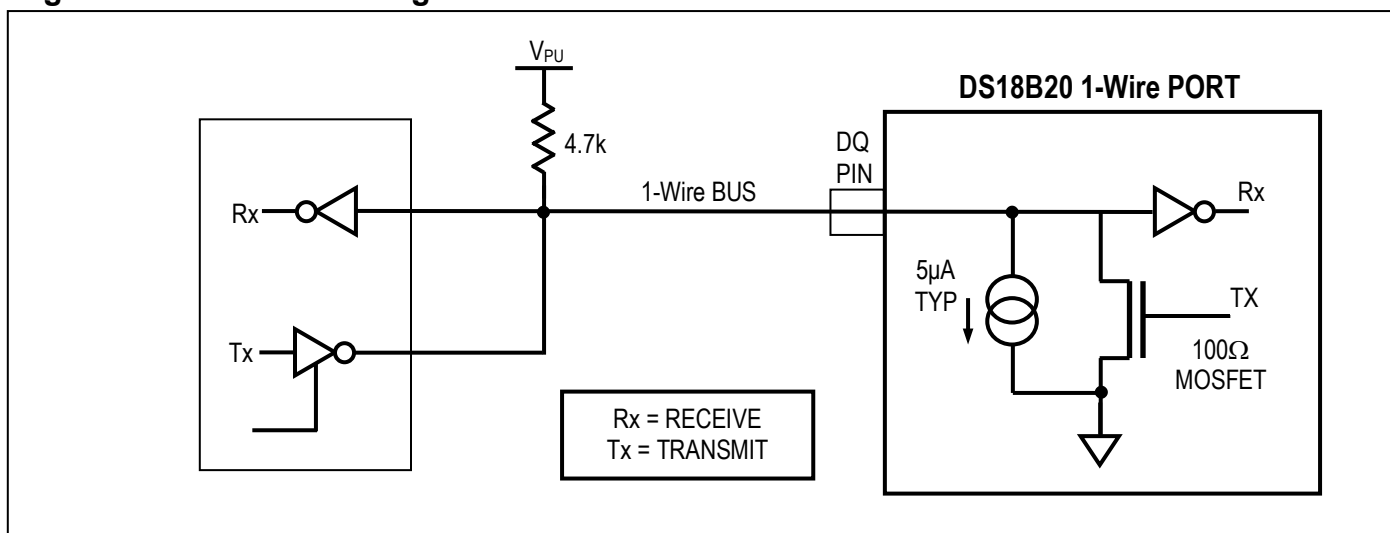 V_PU
4.7k
DS18B20 1-Wire PORT
DQ
PIN
1-Wire BUS
Rx
Rx
5µA
TYP
TX
100Ω
MOSFET
Tx
Rx = RECEIVE
Tx = TRANSMIT